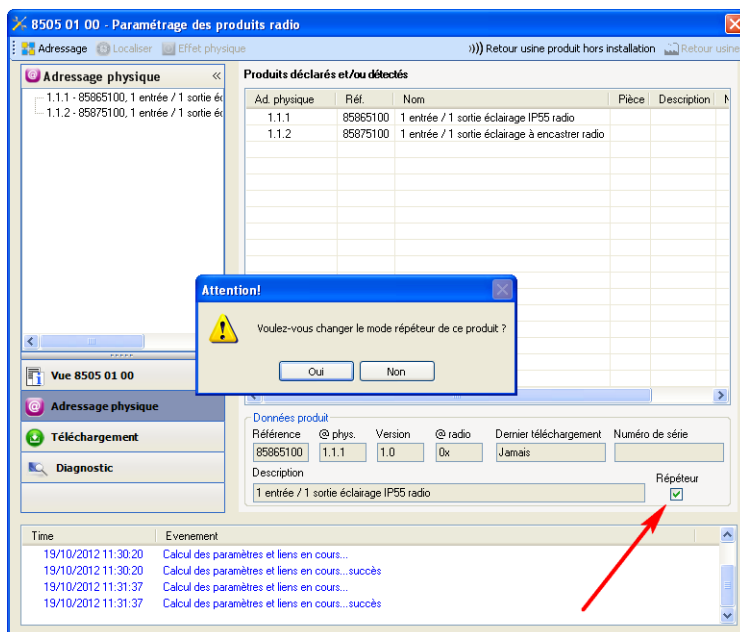 8505 01 00 - Paramétrage des produits radio
Adressage Localiser Effet physique ))) Retour usine produit hors installation Retour usine
Adressage physique «
1.1.1 - 85865100, 1 entrée / 1 sortie éc
1.1.2 - 85875100, 1 entrée / 1 sortie éc
Produits déclarés et/ou détectés
Ad. physique Réf. Nom Pièce Description N
1.1.1 85865100 1 entrée / 1 sortie éclairage IP55 radio
1.1.2 85875100 1 entrée / 1 sortie éclairage à encastrer radio
Attention!
Voulez-vous changer le mode répéteur de ce produit ?
Oui Non
Vue 8505 01 00
Adressage physique
Téléchargement
Diagnostic
Données produit
Référence @ phys. Version @ radio Dernier téléchargement Numéro de série
85865100 1.1.1 1.0 0x Jamais
Description
1 entrée / 1 sortie éclairage IP55 radio
Répéteur
Time Evenement
19/10/2012 11:30:20 Calcul des paramètres et liens en cours...
19/10/2012 11:30:20 Calcul des paramètres et liens en cours...succès
19/10/2012 11:31:37 Calcul des paramètres et liens en cours...
19/10/2012 11:31:37 Calcul des paramètres et liens en cours...succès